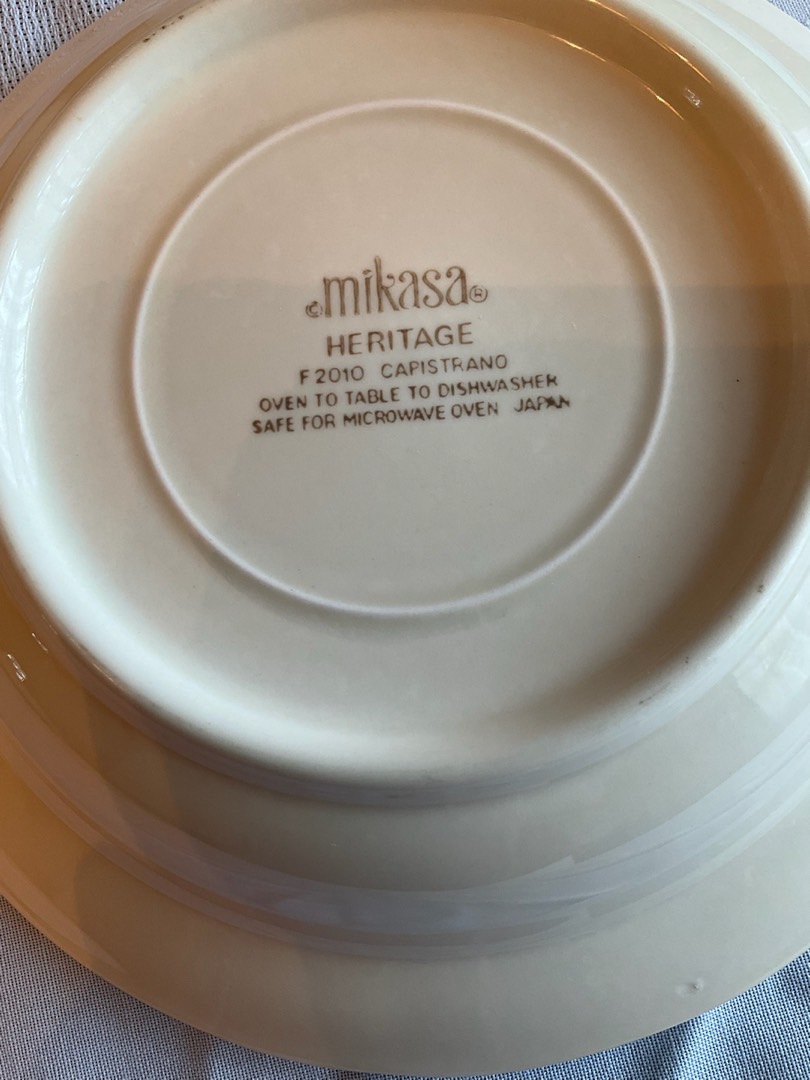 © mikasa ®
HERITAGE
F2010 CAPISTRANO
OVEN TO TABLE TO DISHWASHER
SAFE FOR MICROWAVE OVEN JAPAN